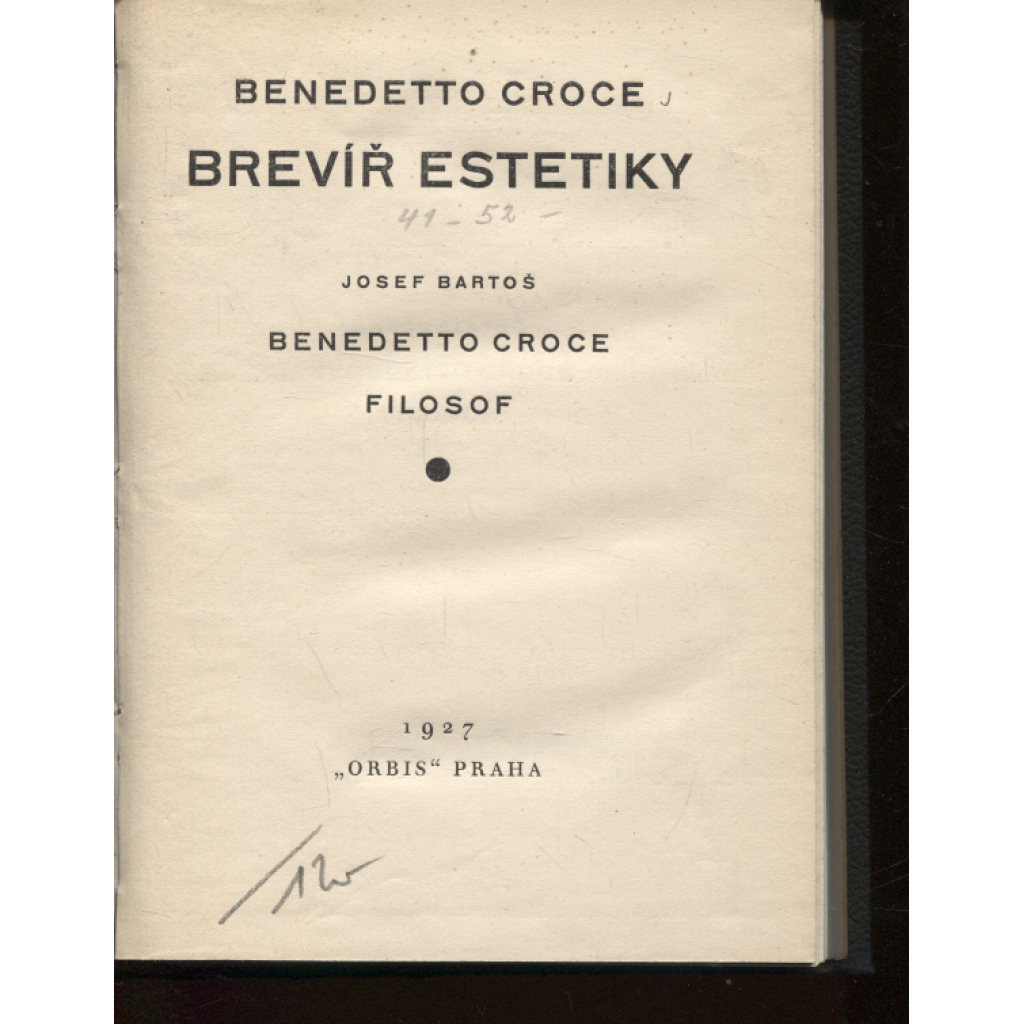 BENEDETTO CROCE
BREVÍŘ ESTETIKY
41 - 52 -
JOSEF BARTOŠ
BENEDETTO CROCE
FILOSOF
1927
„ORBIS“ PRAHA